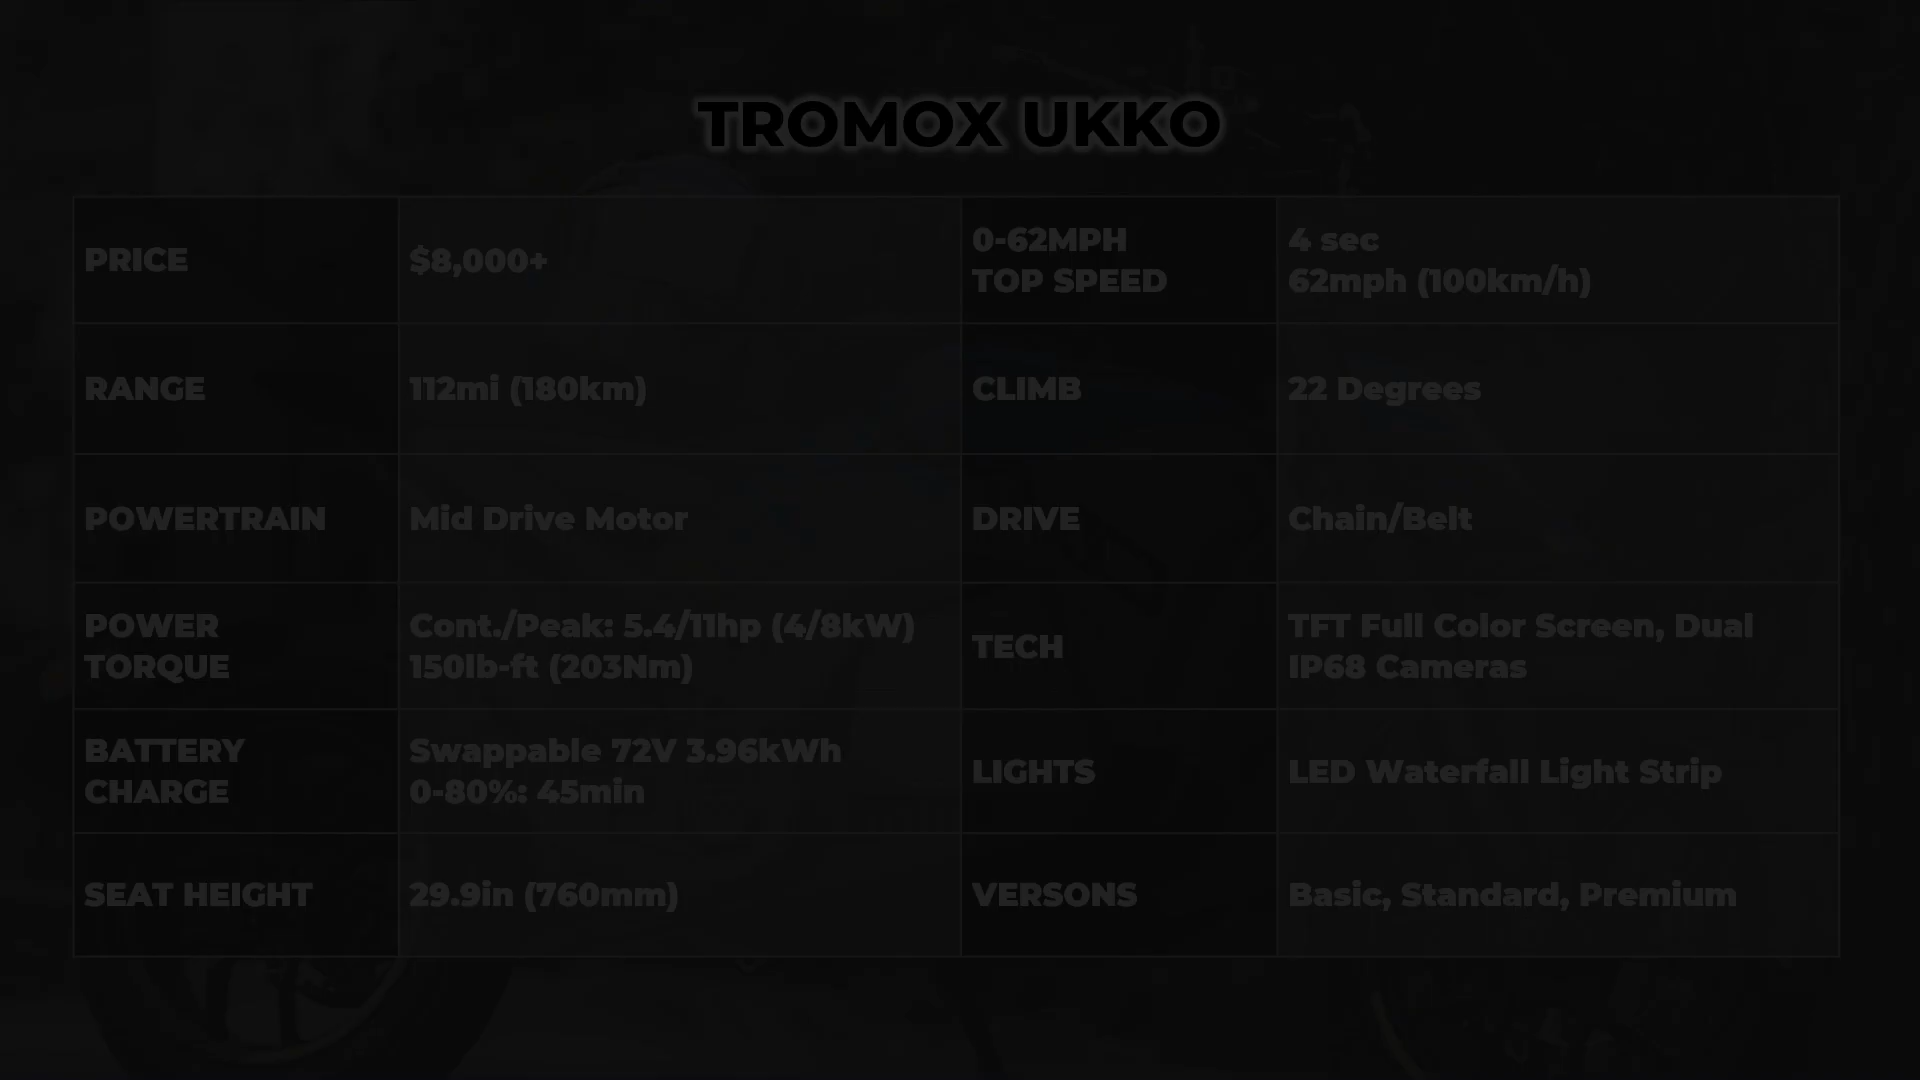 TROMOX UKKO
PRICE
$8,000+
0-62MPH
TOP SPEED
4 sec
62mph (100km/h)
RANGE
112mi (180km)
CLIMB
22 Degrees
POWERTRAIN
Mid Drive Motor
DRIVE
Chain/Belt
POWER
TORQUE
Cont./Peak: 5.4/11hp (4/8kW)
150lb-ft (203Nm)
TECH
TFT Full Color Screen, Dual
IP68 Cameras
BATTERY
CHARGE
Swappable 72V 3.96kWh
0-80%: 45min
LIGHTS
LED Waterfall Light Strip
SEAT HEIGHT
29.9in (760mm)
VERSONS
Basic, Standard, Premium